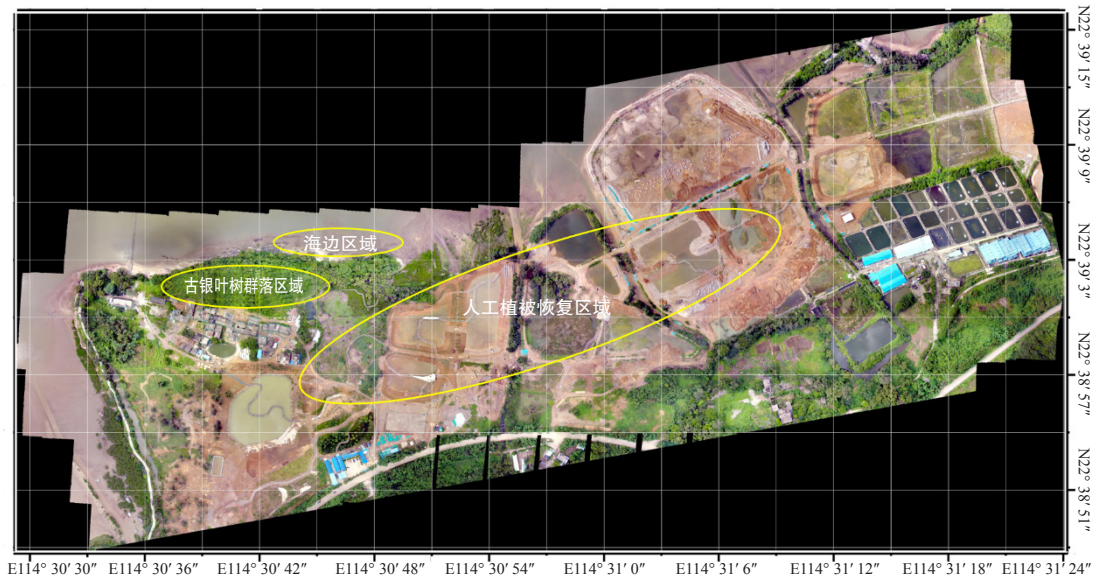 海边区域
古银叶树群落区域
人工植被恢复区域
N22° 39′ 15″
N22° 39′ 9″
N22° 39′ 3″
N22° 38′ 57″
N22° 38′ 51″
E114° 30′ 30″ E114° 30′ 36″ E114° 30′ 42″ E114° 30′ 48″ E114° 30′ 54″ E114° 31′ 0″ E114° 31′ 6″ E114° 31′ 12″ E114° 31′ 18″ E114° 31′ 24″